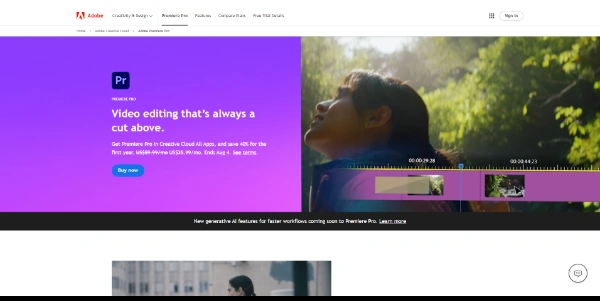 Adobe
Creativity & Design
Premiere Pro
Features
Compare Plans
Free Trial Details
Sign in
Home / Adobe Creative Cloud / Adobe Premiere Pro
Pr
PREMIERE PRO
Video editing that's always a
cut above.
Get Premiere Pro in Creative Cloud All Apps, and save 40% for the
first year. US$59.99/mo US$35.99/mo. Ends Aug 4. See terms.
Buy now
00:00:29:28
00:00:44:23
New generative AI features for faster workflows coming soon to Premiere Pro. Learn more